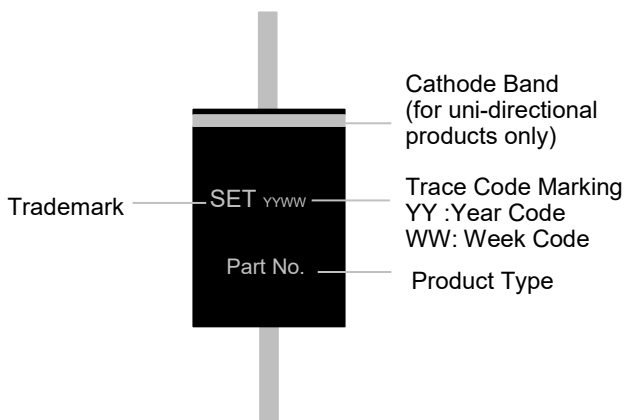 Cathode Band
(for uni-directional
products only)
Trademark
SET YYWW
Trace Code Marking
YY :Year Code
WW: Week Code
Part No.
Product Type